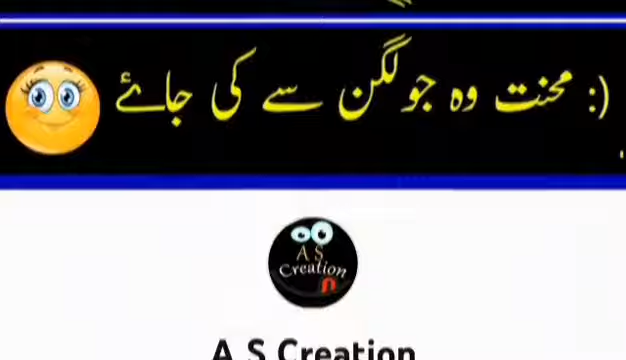 محنت وہ جو لگن سے کی جائے :)
A S
Creation
A S Creation